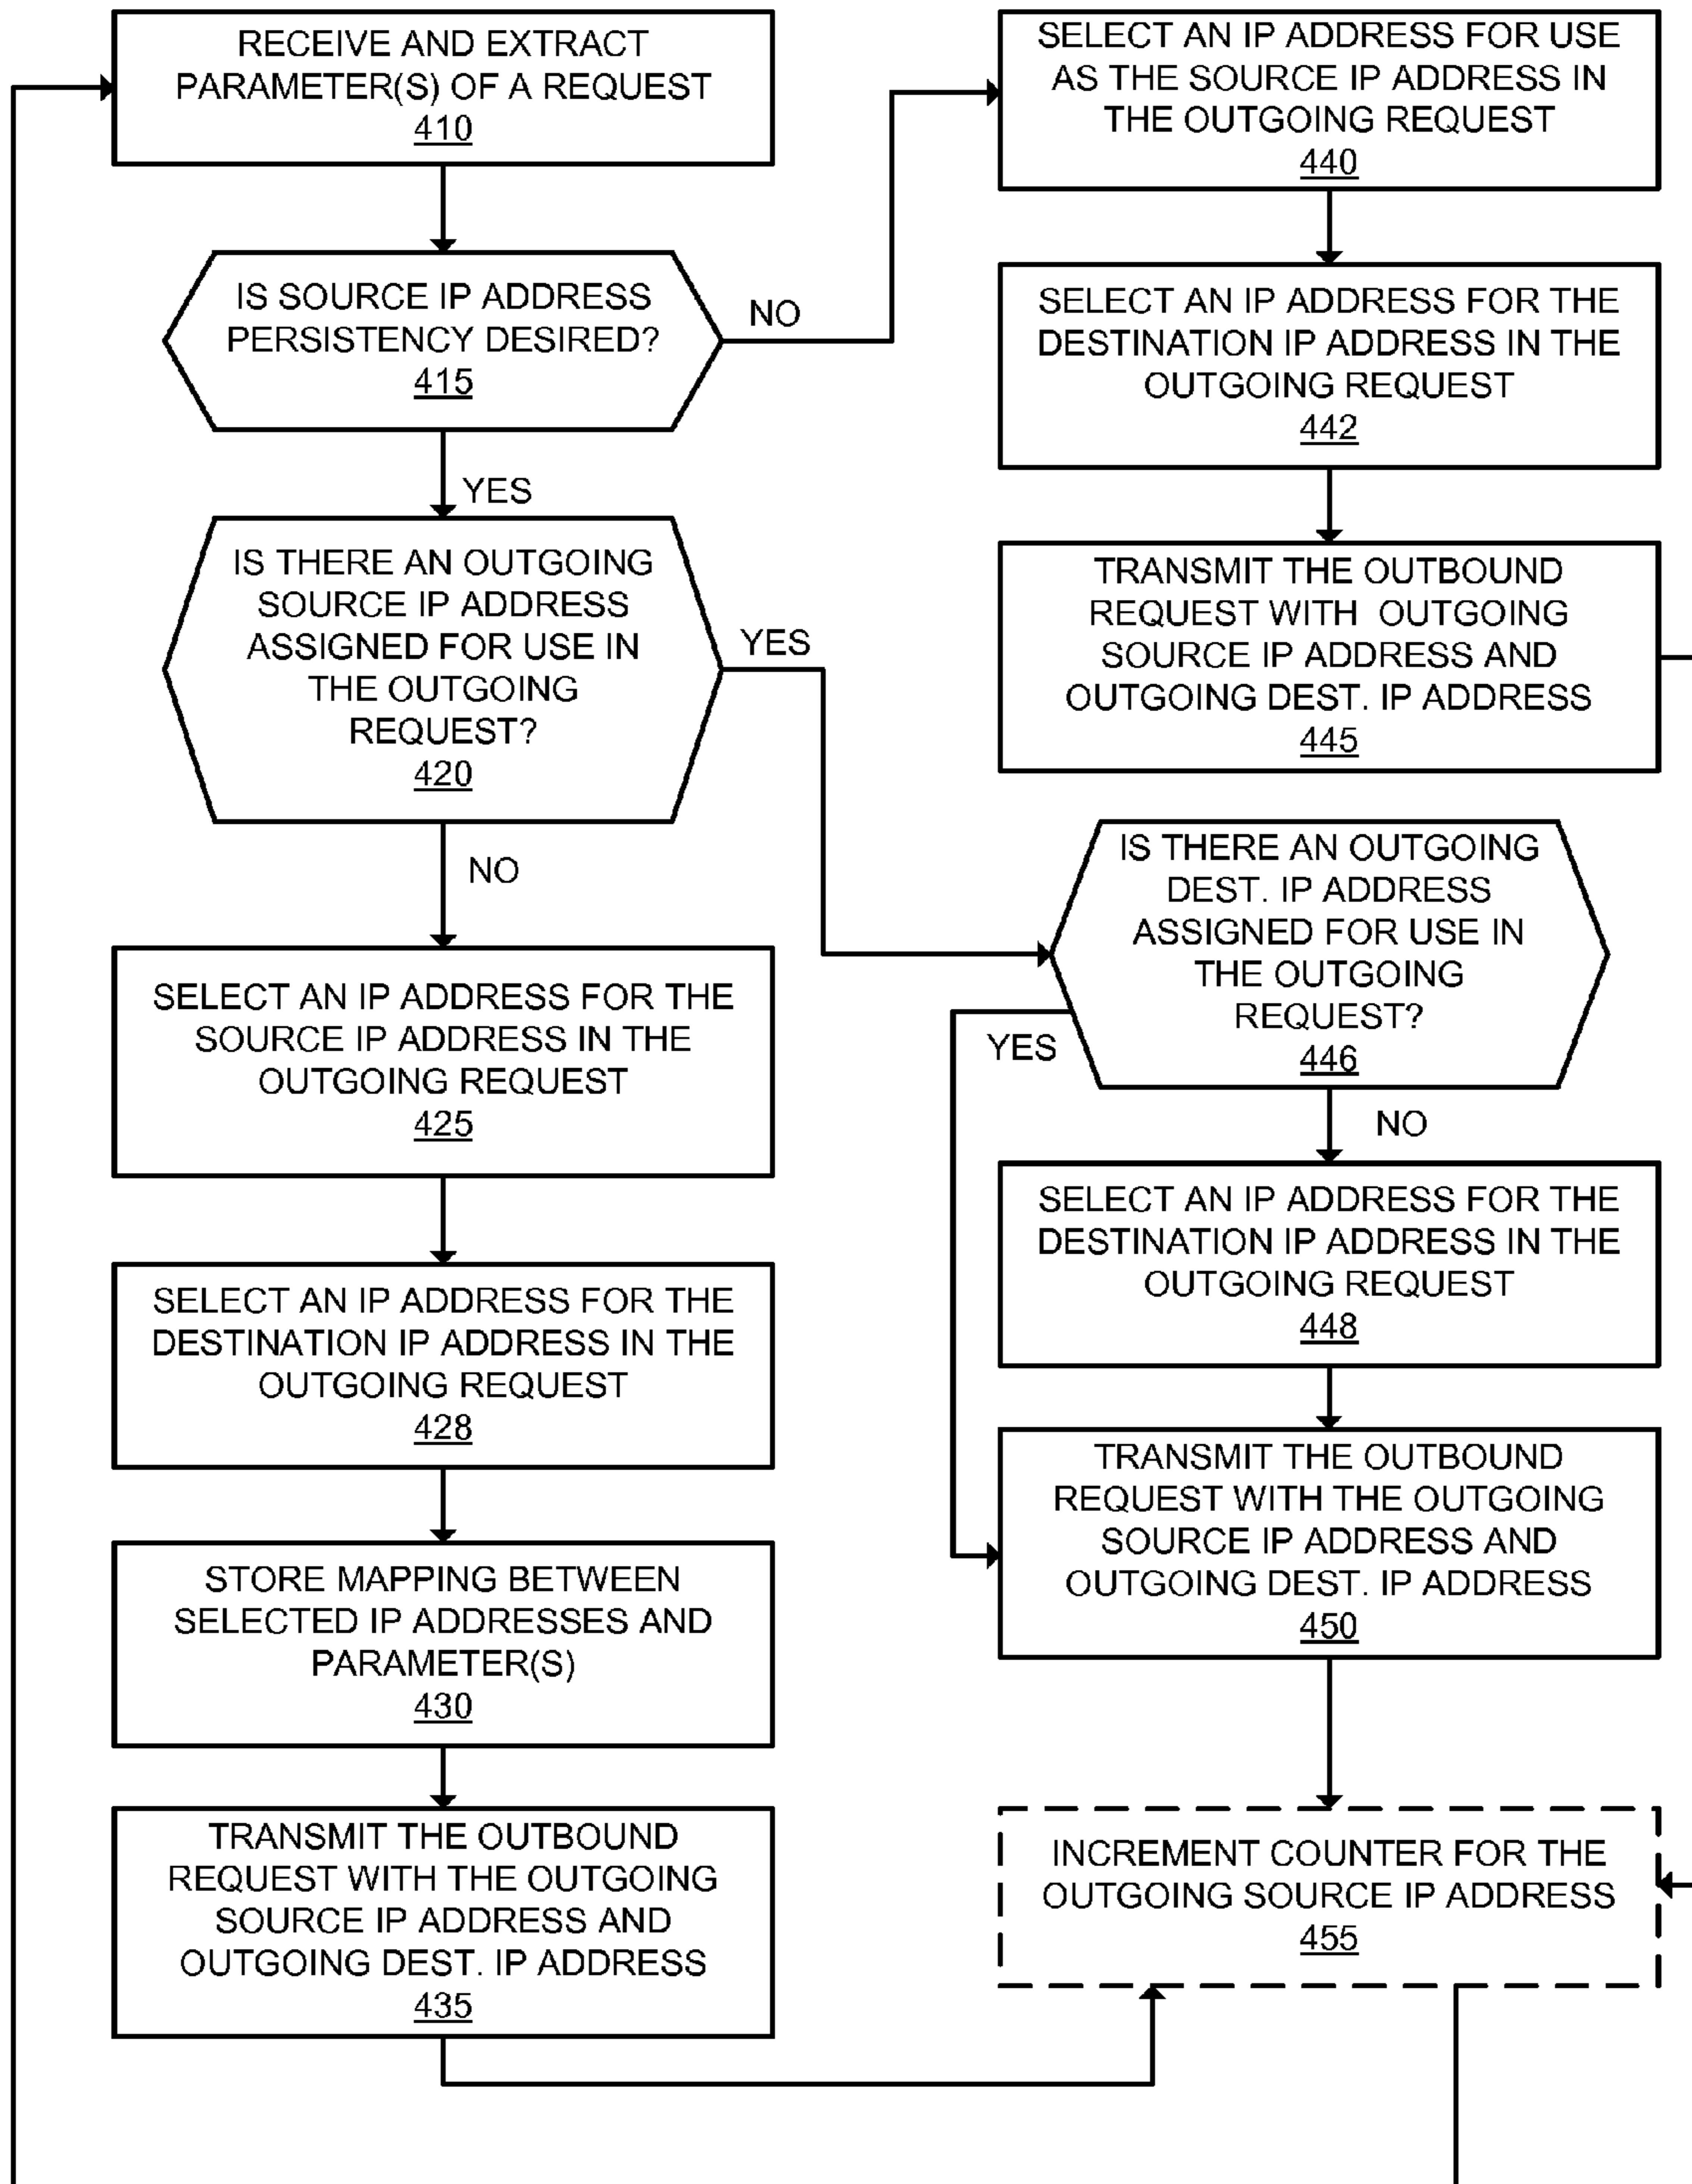 RECEIVE AND EXTRACT
PARAMETER(S) OF A REQUEST
410
IS SOURCE IP ADDRESS
PERSISTENCY DESIRED?
415
NO
YES
IS THERE AN OUTGOING
SOURCE IP ADDRESS
ASSIGNED FOR USE IN
THE OUTGOING
REQUEST?
420
YES
NO
SELECT AN IP ADDRESS FOR THE
SOURCE IP ADDRESS IN THE
OUTGOING REQUEST
425
SELECT AN IP ADDRESS FOR THE
DESTINATION IP ADDRESS IN THE
OUTGOING REQUEST
428
STORE MAPPING BETWEEN
SELECTED IP ADDRESSES AND
PARAMETER(S)
430
TRANSMIT THE OUTBOUND
REQUEST WITH THE OUTGOING
SOURCE IP ADDRESS AND
OUTGOING DEST. IP ADDRESS
435
SELECT AN IP ADDRESS FOR USE
AS THE SOURCE IP ADDRESS IN
THE OUTGOING REQUEST
440
SELECT AN IP ADDRESS FOR THE
DESTINATION IP ADDRESS IN THE
OUTGOING REQUEST
442
TRANSMIT THE OUTBOUND
REQUEST WITH OUTGOING
SOURCE IP ADDRESS AND
OUTGOING DEST. IP ADDRESS
445
IS THERE AN OUTGOING
DEST. IP ADDRESS
ASSIGNED FOR USE IN
THE OUTGOING
REQUEST?
446
YES
NO
SELECT AN IP ADDRESS FOR THE
DESTINATION IP ADDRESS IN THE
OUTGOING REQUEST
448
TRANSMIT THE OUTBOUND
REQUEST WITH THE OUTGOING
SOURCE IP ADDRESS AND
OUTGOING DEST. IP ADDRESS
450
INCREMENT COUNTER FOR THE
OUTGOING SOURCE IP ADDRESS
455